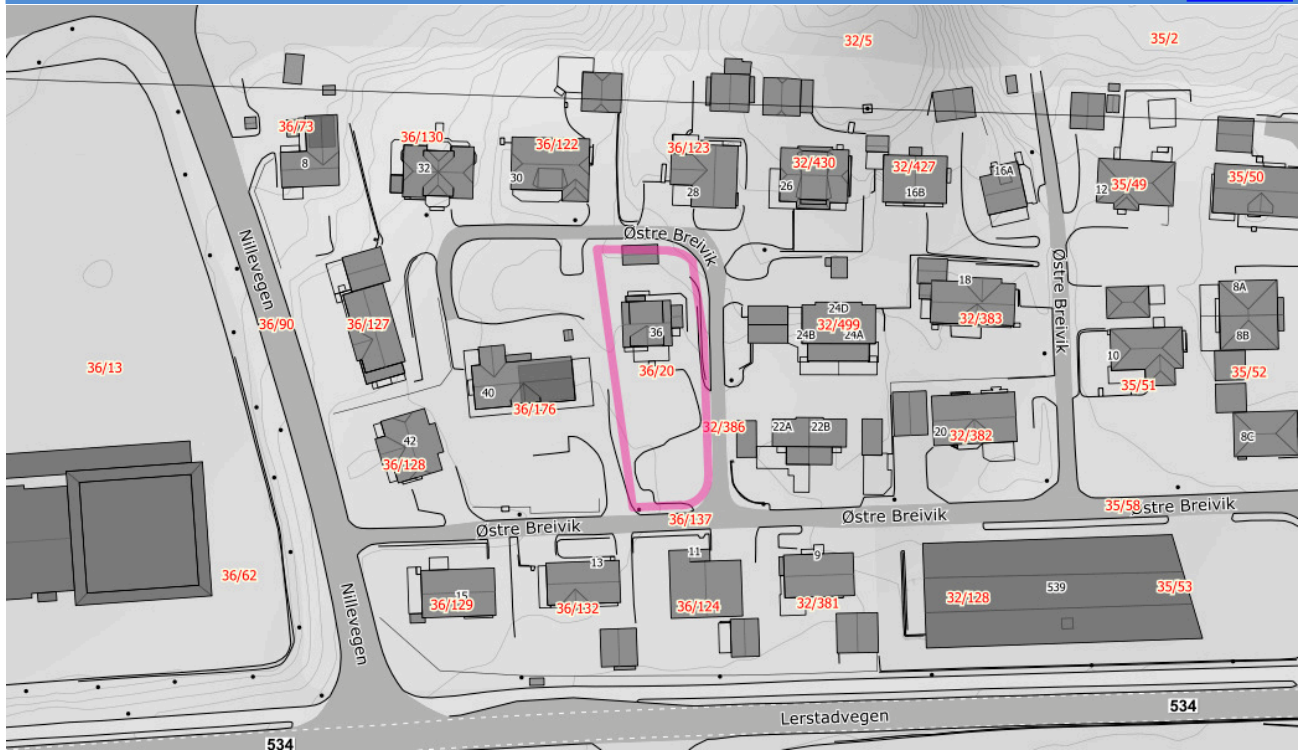 32/5
35/2
36/73
8
36/130
32
36/122
30
36/123
28
32/430
26
32/427
16B
16A
35/49
12
35/50
Østre Breivik
Nillevegen
Østre Breivik
36/90
36/127
36
36/20
24D
32/499
24B
24A
18
32/383
8A
8B
10
35/51
35/52
36/13
40
36/176
42
36/128
32/386
22A
22B
20
32/382
8C
36/137
Østre Breivik
Østre Breivik
35/58
Østre Breivik
36/62
15
36/129
13
36/132
11
36/124
9
32/381
32/128
539
35/53
Nillevegen
Lerstadvegen
534
534